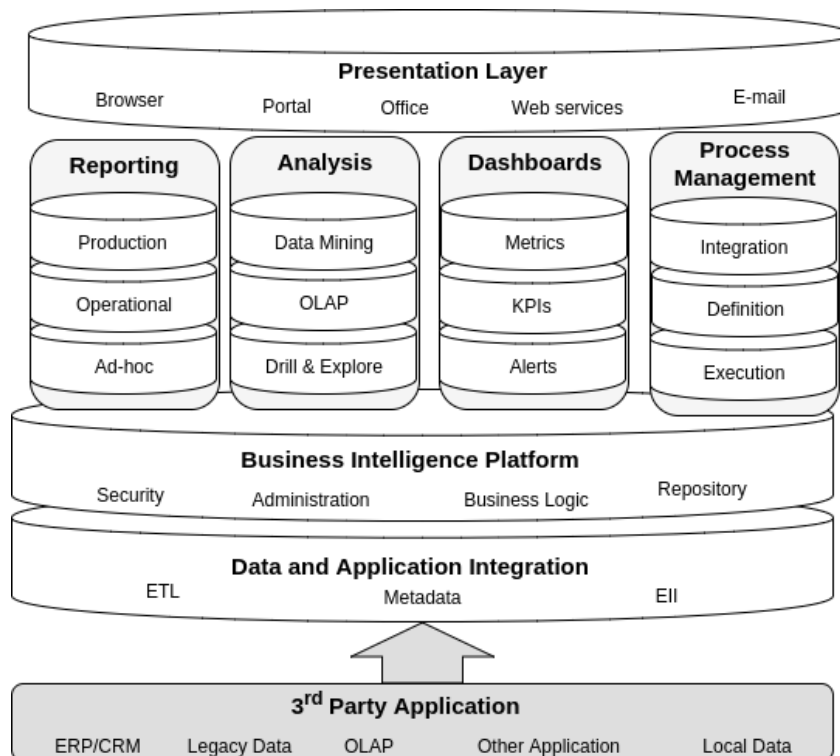 Presentation Layer
Browser Portal Office Web services E-mail
Reporting
Production
Operational
Ad-hoc
Analysis
Data Mining
OLAP
Drill & Explore
Dashboards
Metrics
KPIs
Alerts
Process
Management
Integration
Definition
Execution
Business Intelligence Platform
Security Administration Business Logic Repository
Data and Application Integration
ETL Metadata EII
3rd Party Application
ERP/CRM Legacy Data OLAP Other Application Local Data